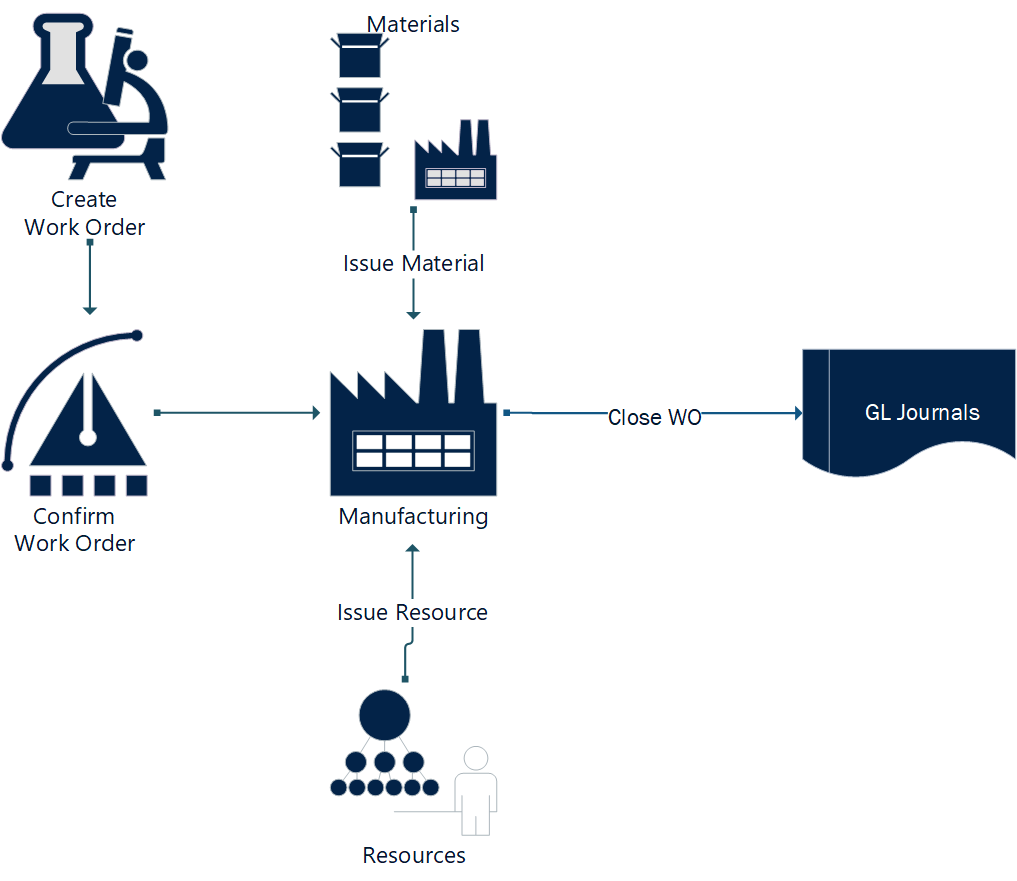 Materials
Create
Work Order
Issue Material
Close WO
GL Journals
Confirm
Work Order
Manufacturing
Issue Resource
Resources